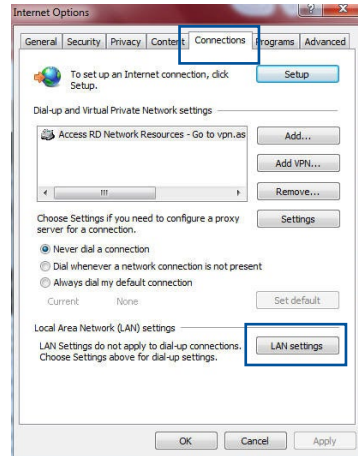 Internet Options
General Security Privacy Content Connections Programs Advanced
To set up an Internet connection, click
Setup.
Setup
Dial-up and Virtual Private Network settings
Access RD Network Resources - Go to vpn.as
Add...
Add VPN...
Remove...
Choose Settings if you need to configure a proxy
server for a connection.
Settings
Never dial a connection
Dial whenever a network connection is not present
Always dial my default connection
Current None
Set default
Local Area Network (LAN) settings
LAN Settings do not apply to dial-up connections.
Choose Settings above for dial-up settings.
LAN settings
OK Cancel Apply